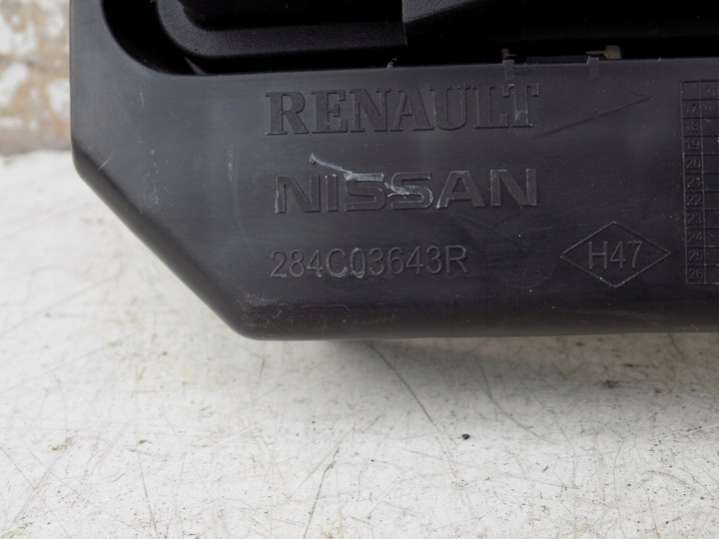 RENAULT
NISSAN
284C03643R
H47